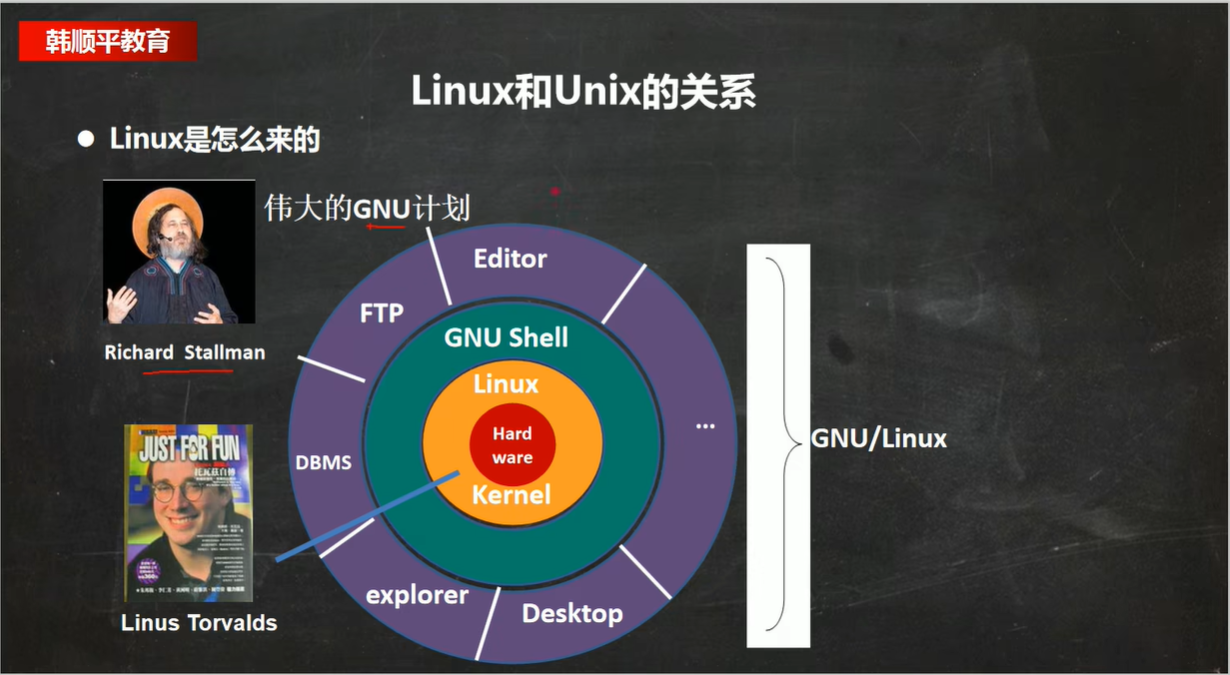 韩顺平教育
Linux和Unix的关系
● Linux是怎么来的
伟大的GNU计划
Richard Stallman
JUST FOR FUN
Linus Torvalds
Editor
FTP
GNU Shell
Linux
Hard
ware
Kernel
DBMS
explorer
Desktop
...
GNU/Linux